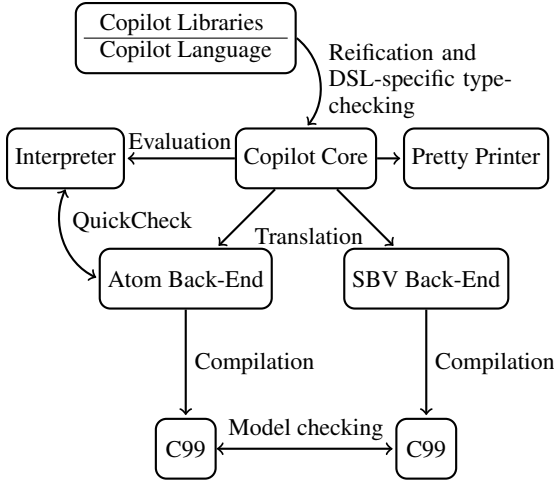 Copilot Libraries
Copilot Language
Reification and
DSL-specific type-
checking
Interpreter
Evaluation
Copilot Core
Pretty Printer
QuickCheck
Translation
Atom Back-End
SBV Back-End
Compilation
Compilation
C99
Model checking
C99